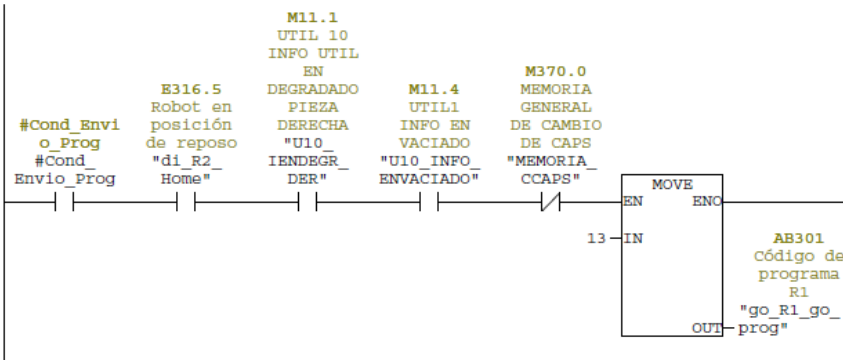 M11.1
UTIL 10
INFO UTIL
EN
DEGRADADO
PIEZA
DERECHA
"U10_
IENDEGR_
DER"
E316.5
Robot en
posición
de reposo
"di_R2_
Home"
#Cond_Envi
o_Prog
#Cond_
Envio_Prog
M11.4
UTIL1
INFO EN
VACIADO
"U10_INFO_
ENVACIADO"
M370.0
MEMORIA
GENERAL
DE CAMBIO
DE CAPS
"MEMORIA_
CCAPS"
MOVE
EN ENO
13 IN
OUT
AB301
Código de
programa
R1
"go_R1_go_
prog"